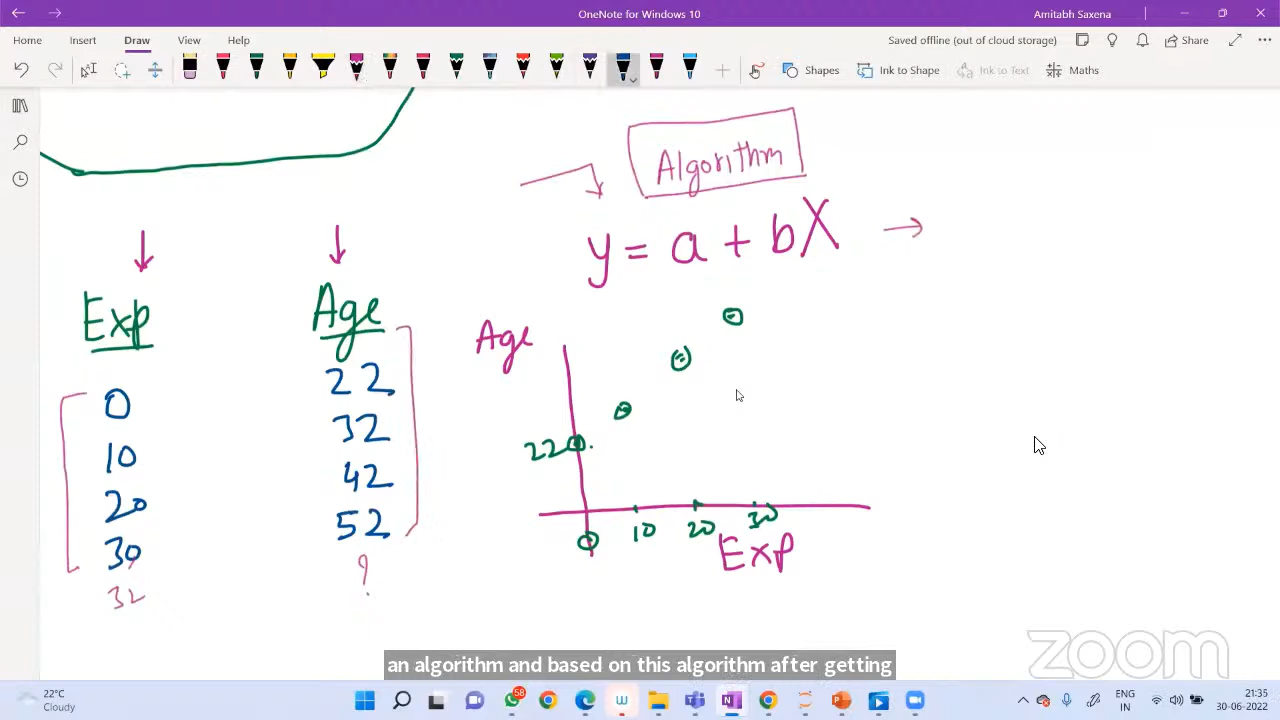 OneNote for Windows 10
Amitabh Saxena
Home Insert Draw View Help
Saved offline (out of cloud storage)
Share
Shapes
Ink to Shape
Ink to Text
Maths
Algorithm
y = a + bX →
Exp
Age
0
22
10
32
20
42
30
52
32
?
Age
22
0
10
20
30
Exp
zoom
an algorithm and based on this algorithm after getting
22°C
58
ENG
IN
21:35
30-08-2022